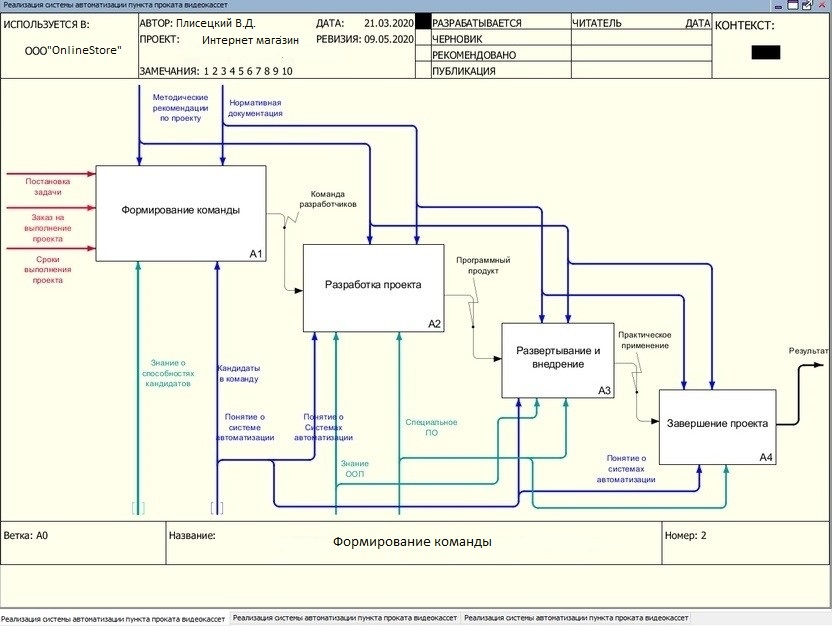 Реализация системы автоматизации пункта проката видеокассет
ИСПОЛЬЗУЕТСЯ В:
ООО"OnlineStore"
АВТОР: Плисецкий В.Д.
ДАТА: 21.03.2020
ПРОЕКТ: Интернет магазин
РЕВИЗИЯ: 09.05.2020
ЗАМЕЧАНИЯ: 1 2 3 4 5 6 7 8 9 10
РАЗРАБАТЫВАЕТСЯ
ЧЕРНОВИК
РЕКОМЕНДОВАНО
ПУБЛИКАЦИЯ
ЧИТАТЕЛЬ
ДАТА
КОНТЕКСТ:
Методические
рекомендации
по проекту
Нормативная
документация
Постановка
задачи
Заказ на
выполнение
проекта
Сроки
выполнения
проекта
Формирование команды
A1
Команда
разработчиков
Разработка проекта
A2
Программный
продукт
Развертывание и
внедрение
A3
Практическое
применение
Завершение проекта
A4
Результат
Знание о
способностях
кандидатов
Кандидаты
в команду
Понятие о
системе
автоматизации
Понятие о
Системах
автоматизации
Знание
ООП
Специальное
ПО
Понятие о
системах
автоматизации
Ветка: A0
Название:
Формирование команды
Номер: 2
Реализация системы автоматизации пункта проката видеокассет
Реализация системы автоматизации пункта проката видеокассет
Реализация системы автоматизации пункта проката видеокассет